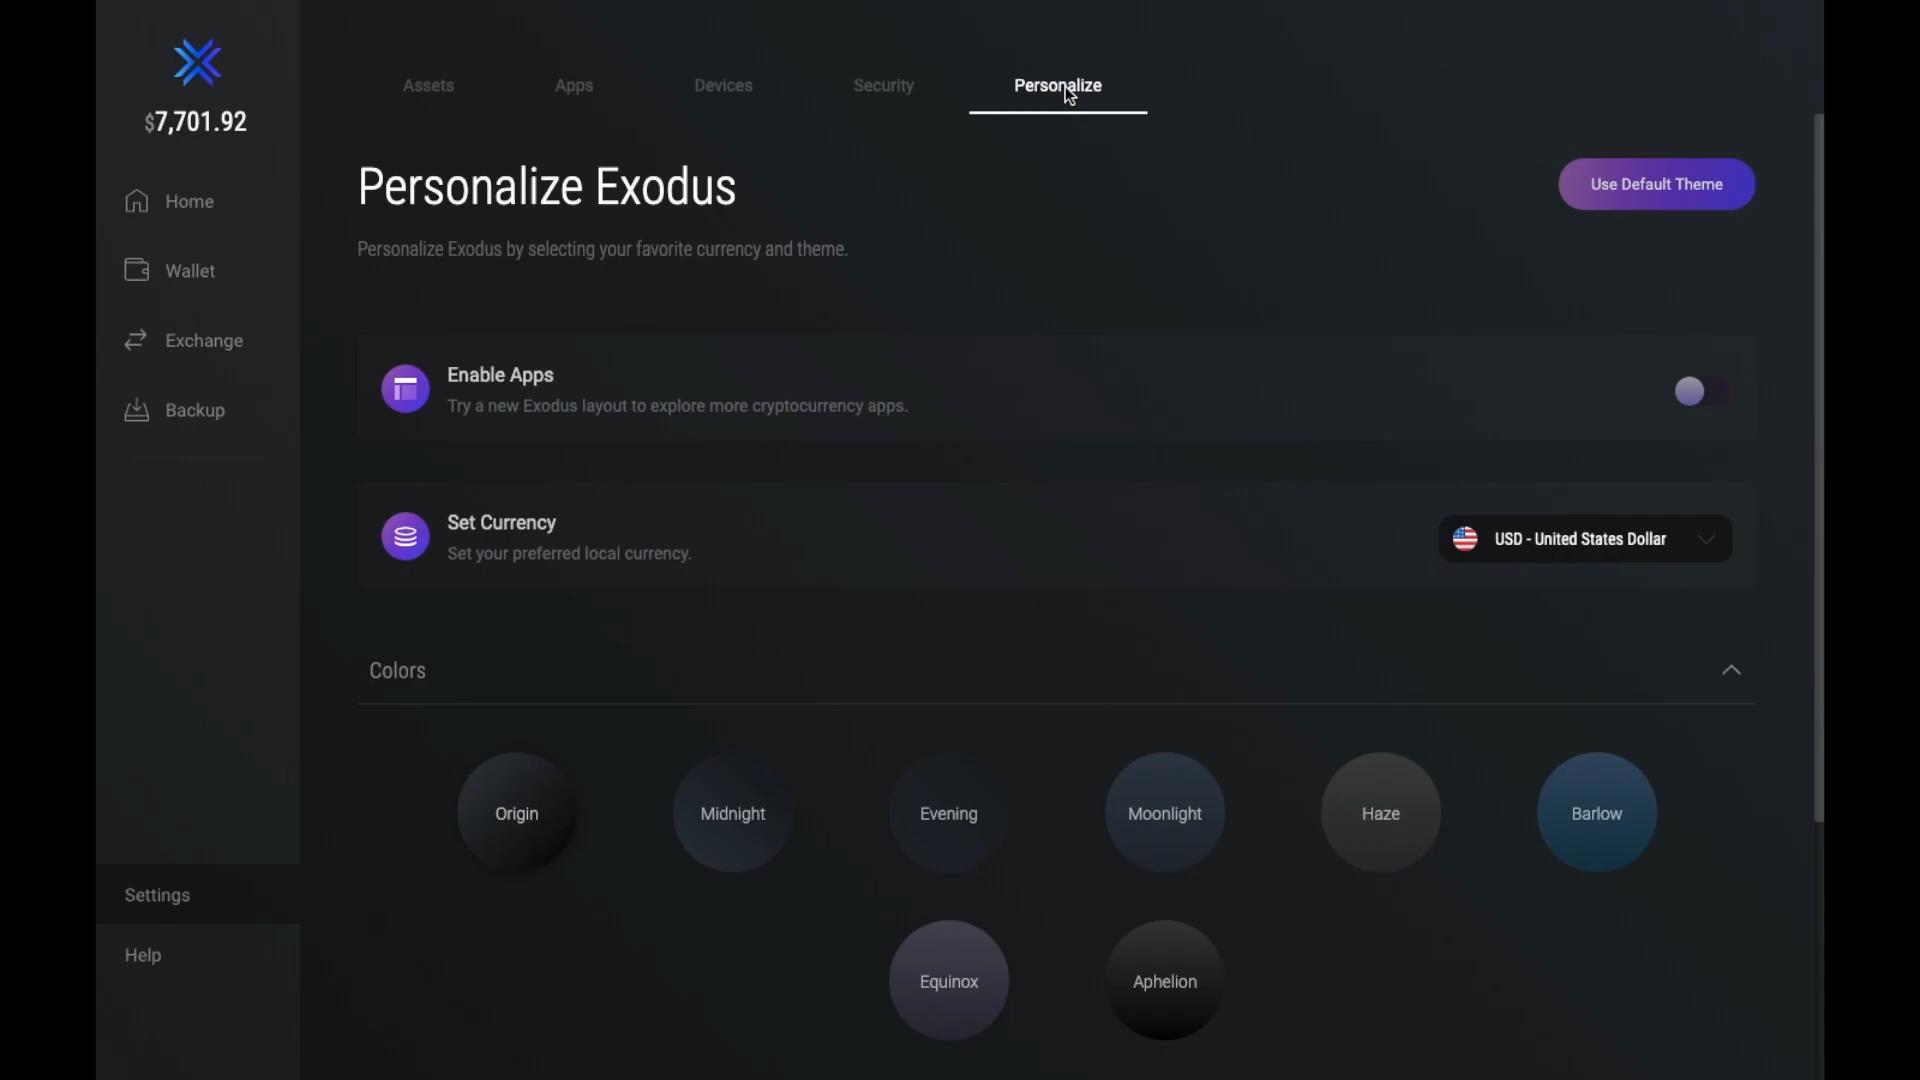 $7,701.92
Home
Wallet
Exchange
Backup
Settings
Help
Assets
Apps
Devices
Security
Personalize
Personalize Exodus
Use Default Theme
Personalize Exodus by selecting your favorite currency and theme.
Enable Apps
Try a new Exodus layout to explore more cryptocurrency apps.
Set Currency
Set your preferred local currency.
USD - United States Dollar
Colors
Origin
Midnight
Evening
Moonlight
Haze
Barlow
Equinox
Aphelion